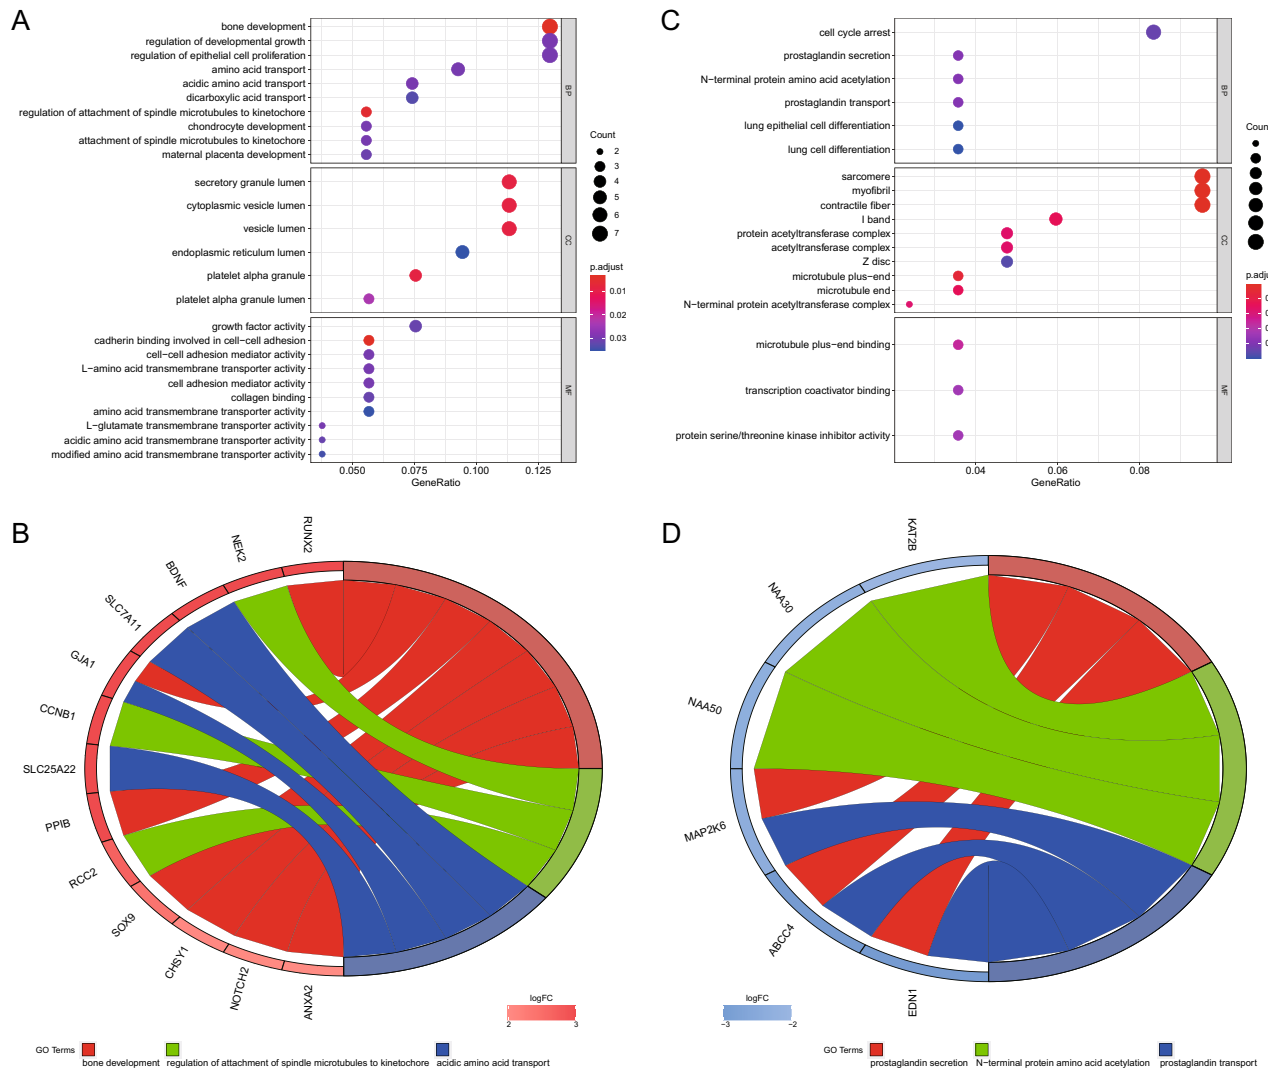 A
bone development
regulation of developmental growth
regulation of epithelial cell proliferation
amino acid transport
acidic amino acid transport
dicarboxylic acid transport
regulation of attachment of spindle microtubules to kinetochore
chondrocyte development
attachment of spindle microtubules to kinetochore
maternal placenta development
BP
secretory granule lumen
cytoplasmic vesicle lumen
vesicle lumen
endoplasmic reticulum lumen
platelet alpha granule
platelet alpha granule lumen
CC
growth factor activity
cadherin binding involved in cell−cell adhesion
cell−cell adhesion mediator activity
L−amino acid transmembrane transporter activity
cell adhesion mediator activity
collagen binding
amino acid transmembrane transporter activity
L−glutamate transmembrane transporter activity
acidic amino acid transmembrane transporter activity
modified amino acid transmembrane transporter activity
MF
0.050 0.075 0.100 0.125
GeneRatio
Count
2
3
4
5
6
7
p.adjust
0.01
0.02
0.03
C
cell cycle arrest
prostaglandin secretion
N−terminal protein amino acid acetylation
prostaglandin transport
lung epithelial cell differentiation
lung cell differentiation
BP
sarcomere
myofibril
contractile fiber
I band
protein acetyltransferase complex
acetyltransferase complex
Z disc
microtubule plus−end
microtubule end
N−terminal protein acetyltransferase complex
CC
microtubule plus−end binding
transcription coactivator binding
protein serine/threonine kinase inhibitor activity
MF
0.04 0.06 0.08
GeneRatio
Coun
p.adju
B
RUNX2
NEK2
BDNF
SLC7A11
GJA1
CCNB1
SLC25A22
PPIB
RCC2
SOX9
CHSY1
NOTCH2
ANXA2
logFC
2 3
GO Terms
bone development
regulation of attachment of spindle microtubules to kinetochore
acidic amino acid transport
D
KAT2B
NAA30
NAA50
MAP2K6
ABCC4
EDN1
logFC
−3 −2
GO Terms
prostaglandin secretion
N−terminal protein amino acid acetylation
prostaglandin transport